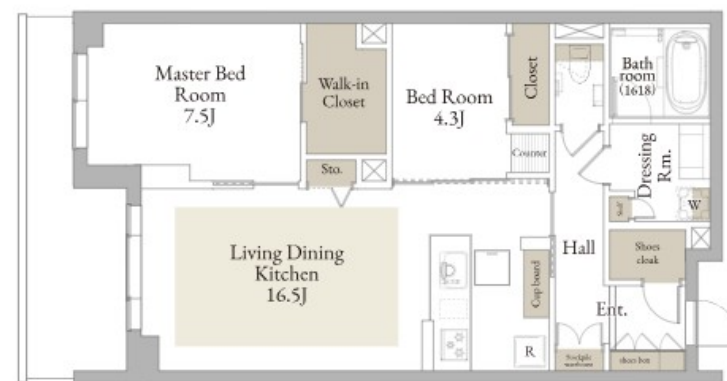 Master Bed
Room
7.5J
Walk-in
Closet
Bed Room
4.3J
Closet
Bath
room
(1618)
Sto.
Counter
Dressing
Rm.
W
Living Dining
Kitchen
16.5J
Cup board
R
Hall
Shoes
cloak
Ent.
shoes box